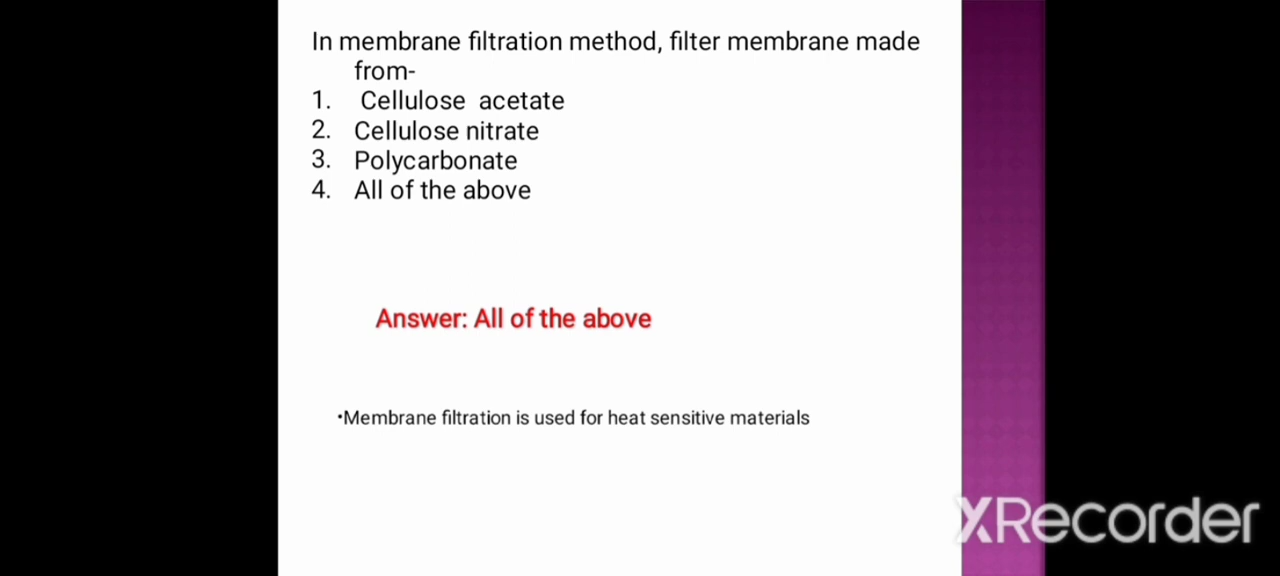 In membrane filtration method, filter membrane made
from-
1. Cellulose acetate
2. Cellulose nitrate
3. Polycarbonate
4. All of the above
Answer: All of the above
•Membrane filtration is used for heat sensitive materials
XRecorder